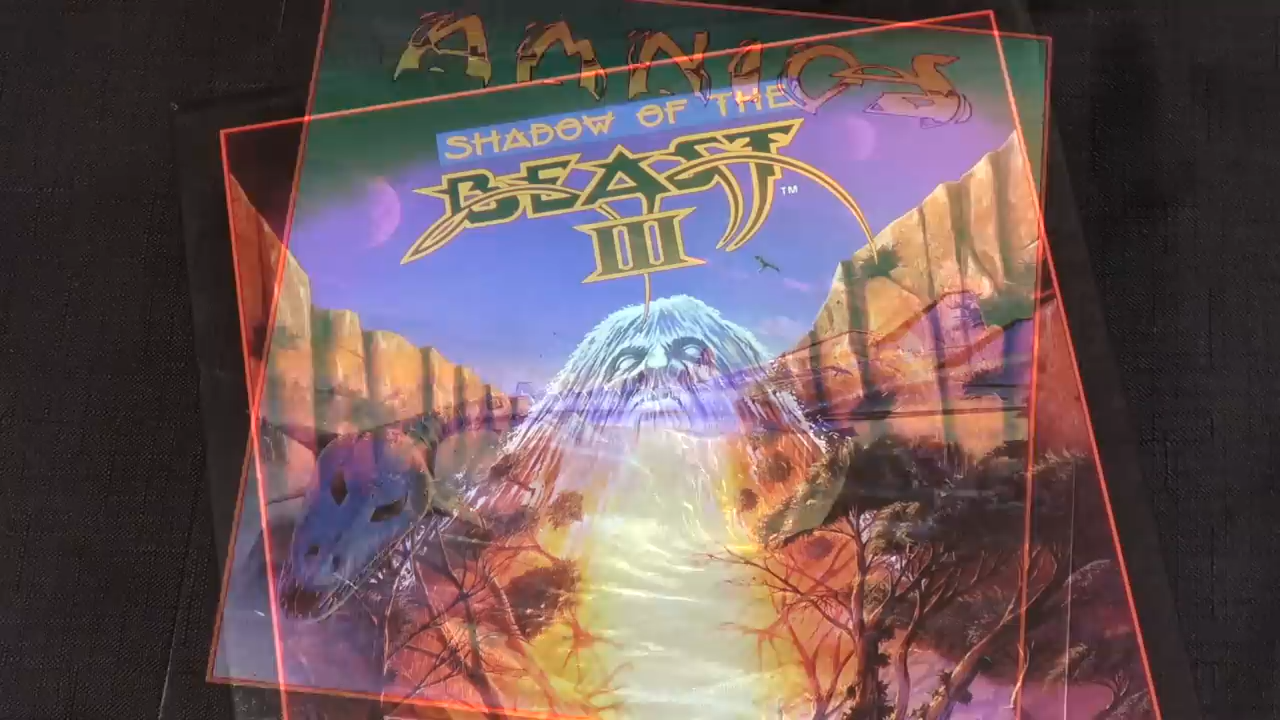 AMNIOS
SHADOW OF THE
BEAST
TM
III